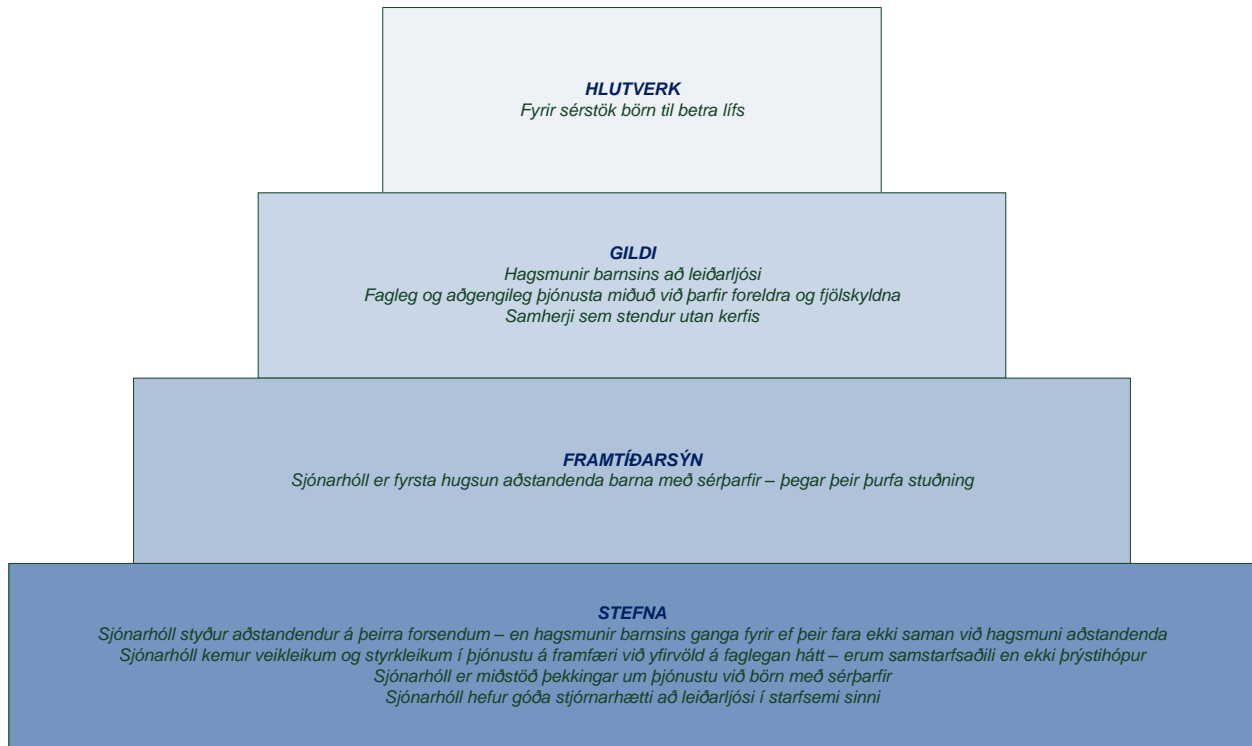 HLUTVERK
Fyrir sérstök börn til betra lífs
GILDI
Hagsmunir barnsins að leiðarljósi
Fagleg og aðgengileg þjónusta miðuð við þarfir foreldra og fjölskyldna
Samherji sem stendur utan kerfis
FRAMTÍÐARSÝN
Sjónarhóll er fyrsta hugsun aðstandenda barna með sérþarfir – þegar þeir þurfa stuðning
STEFNA
Sjónarhóll styður aðstandendur á þeirra forsendum – en hagsmunir barnsins ganga fyrir ef þeir fara ekki saman við hagsmuni aðstandenda
Sjónarhóll kemur veikleikum og styrkleikum í þjónustu á framfæri við yfirvöld á faglegan hátt – erum samstarfsaðili en ekki þrýstihópur
Sjónarhóll er miðstöð þekkingar um þjónustu við börn með sérþarfir
Sjónarhóll hefur góða stjórnarhætti að leiðarljósi í starfsemi sinni